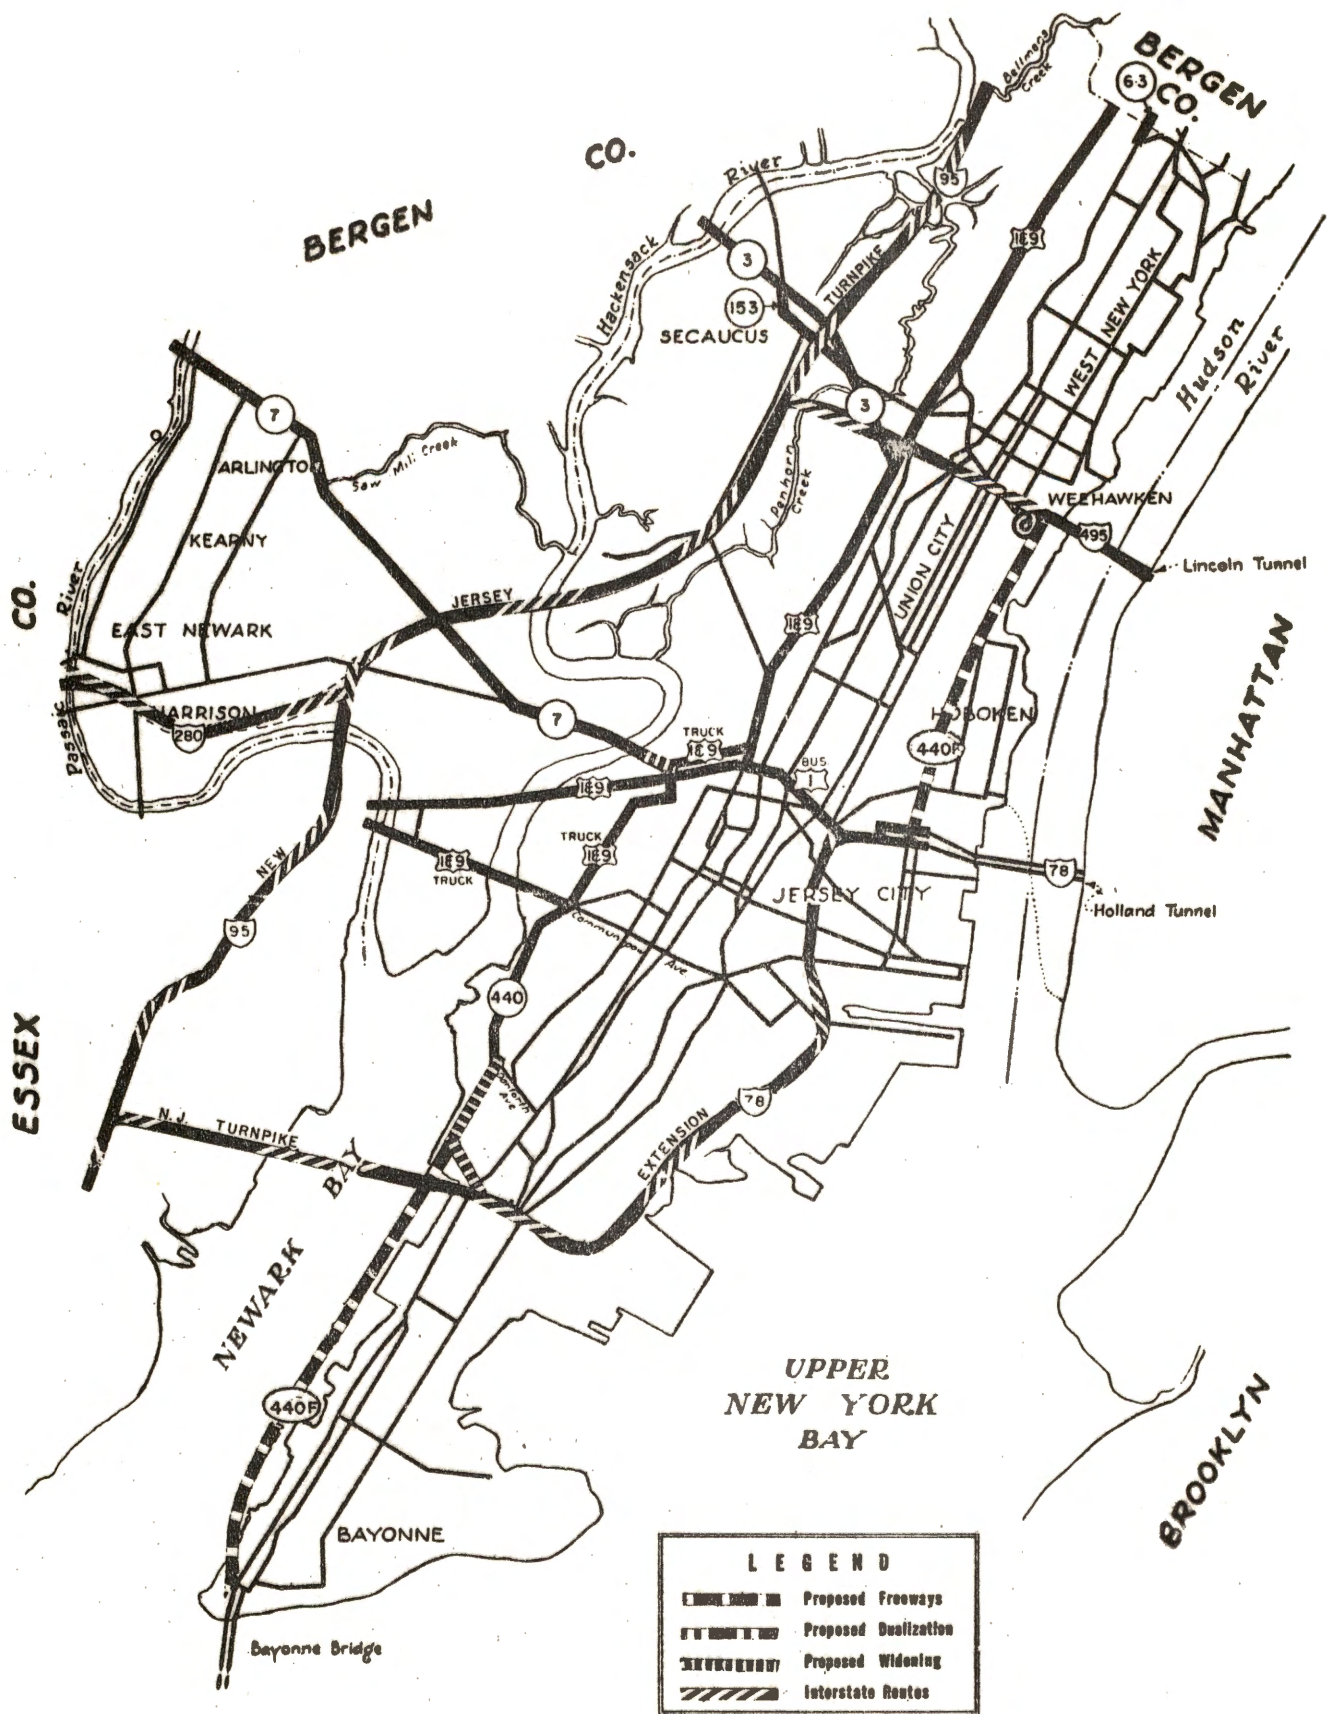 BERGEN
CO.
63
Bellmans
Creek
CO.
River
95
BERGEN
1&9
3
Hackensack
TURNPIKE
153
SECAUCUS
WEST NEW YORK
Hudson
River
7
3
ARLINGTON
Saw Mill Creek
Penhorn
Creek
WEEHAWKEN
495
KEARNY
UNION CITY
Lincoln Tunnel
CO.
River
JERSEY
EAST NEWARK
1&9
MANHATTAN
Passaic
HARRISON
280
7
TRUCK
1&9
HOBOKEN
440F
BUS
1
1&9
TRUCK
1&9
NEW
1&9
TRUCK
JERSEY CITY
78
Holland Tunnel
95
Communipaw Ave
440
ESSEX
Danforth
Ave
78
N. J. TURNPIKE
EXTENSION
NEWARK BAY
UPPER
NEW YORK
BAY
440F
BROOKLYN
BAYONNE
Bayonne Bridge
LEGEND
Proposed Freeways
Proposed Dualization
Proposed Widening
Interstate Routes